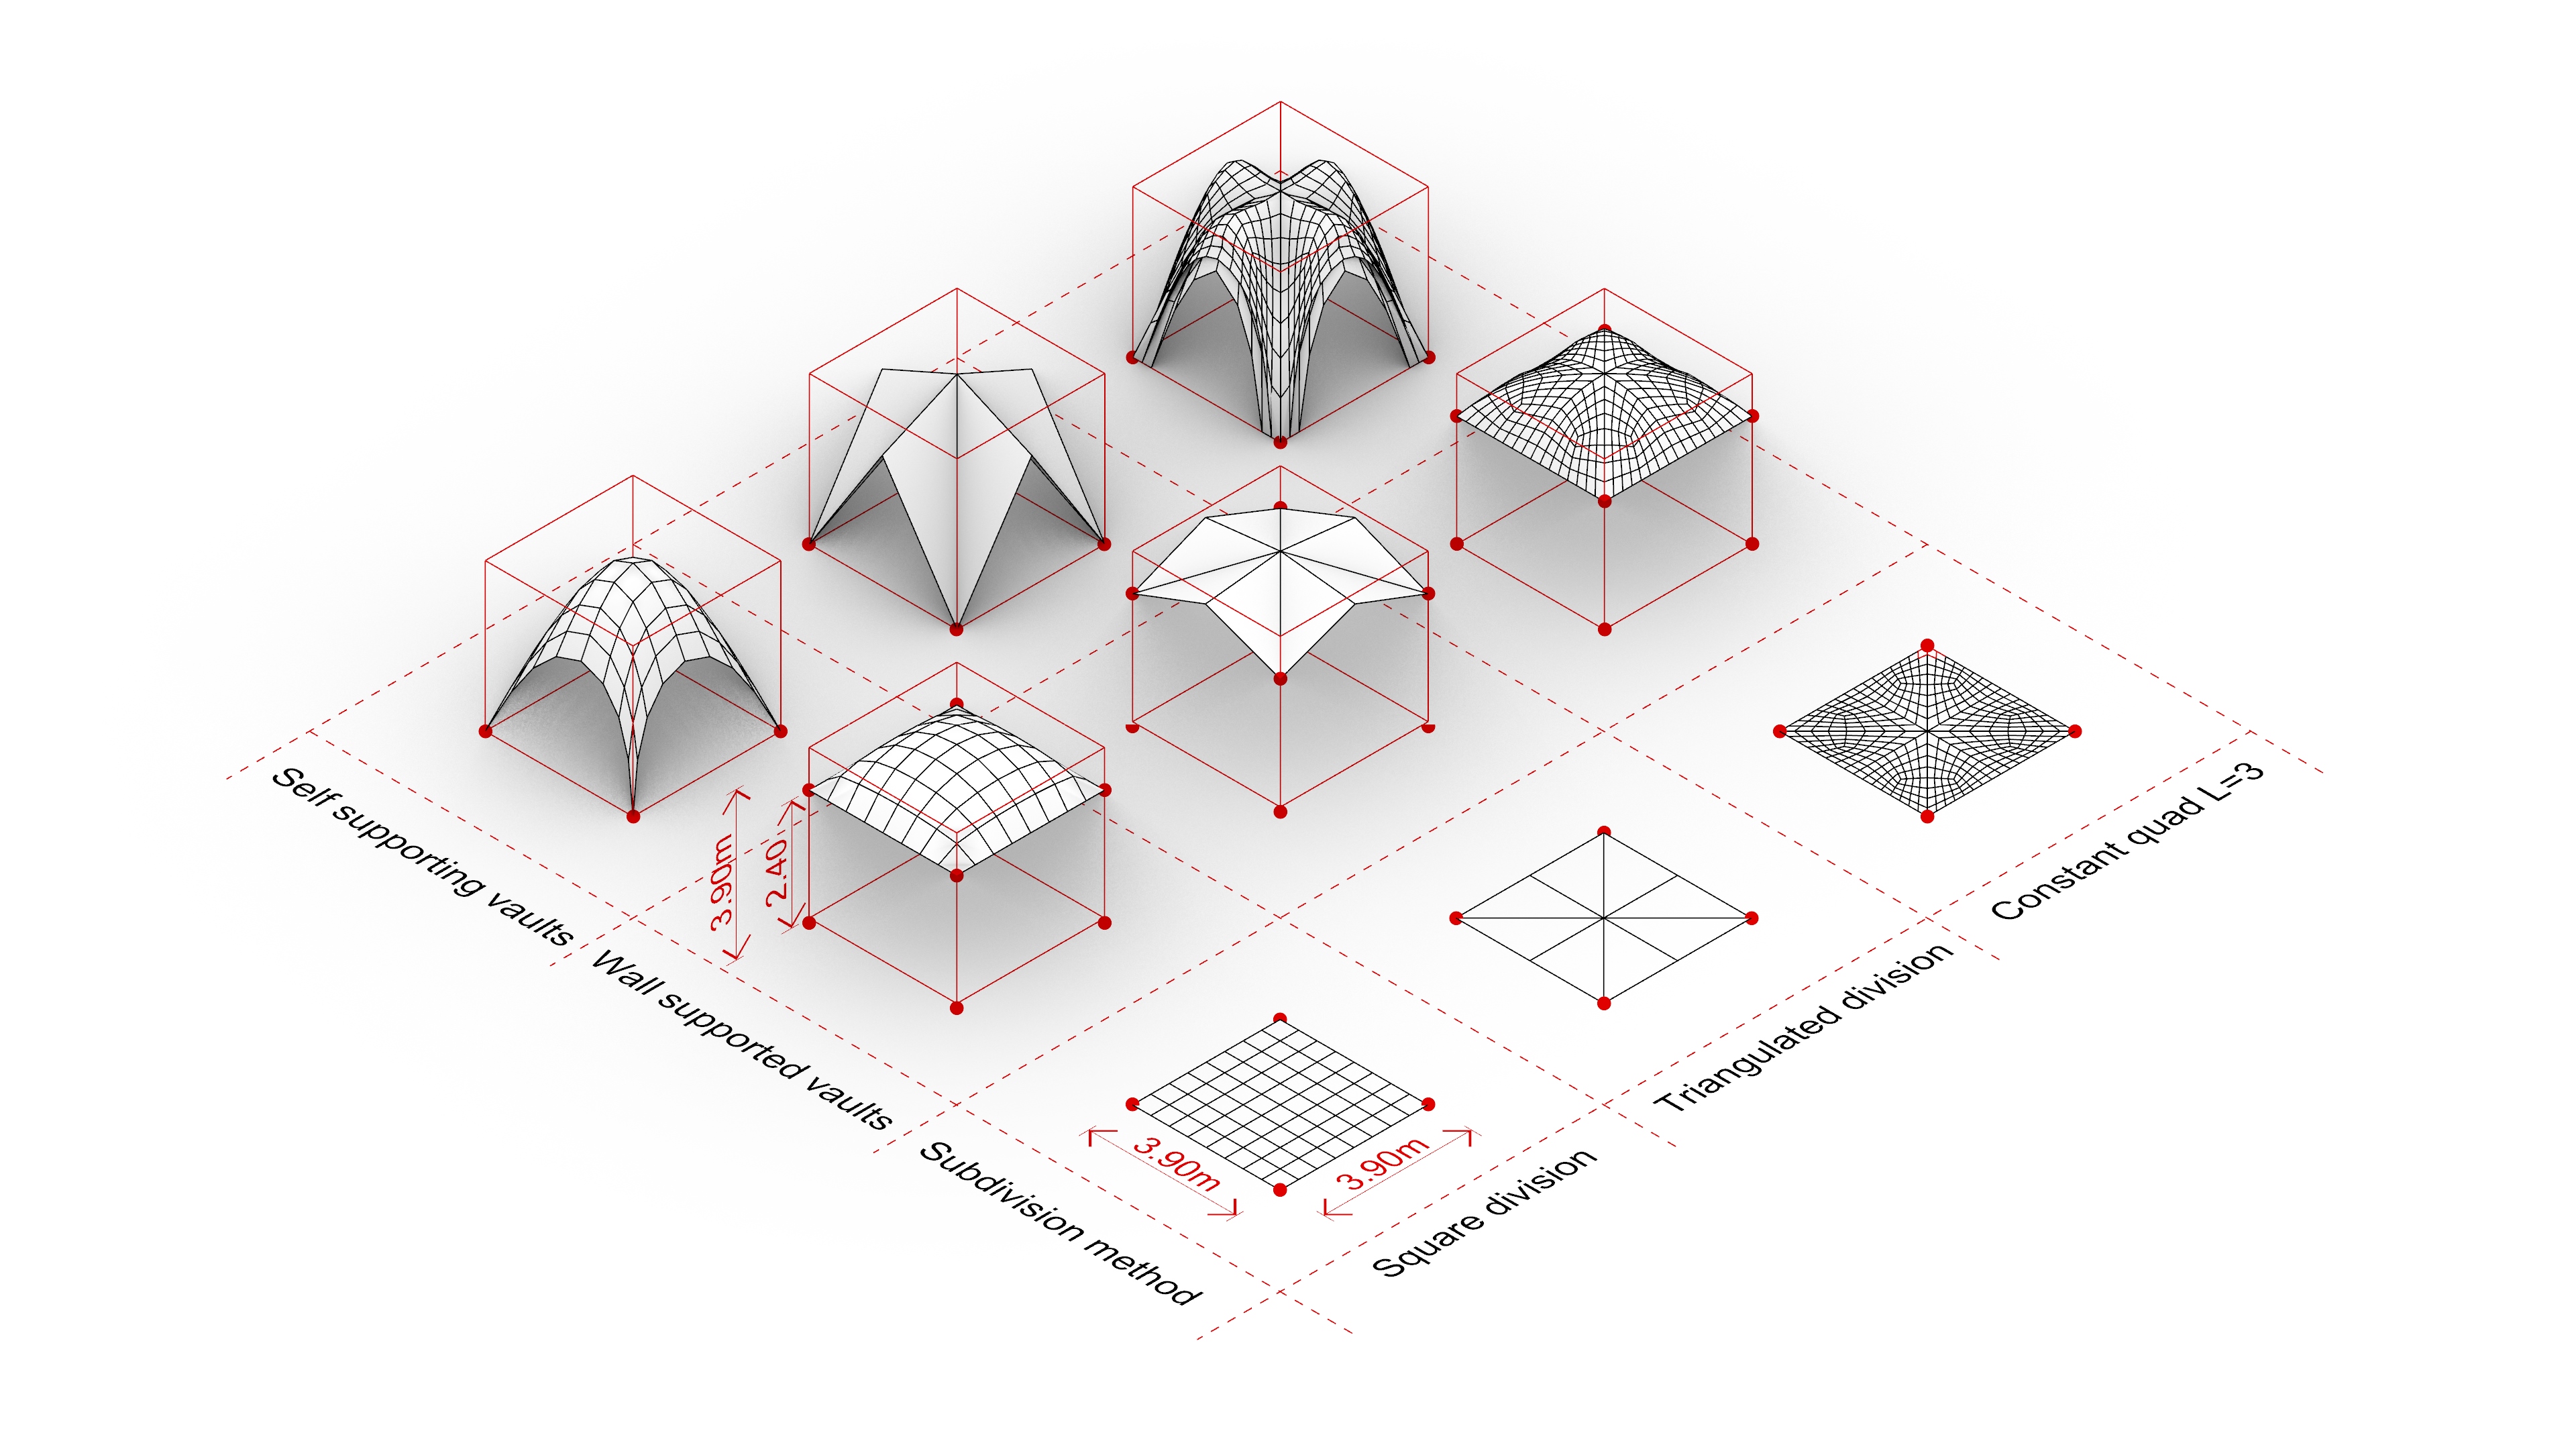 Self supporting vaults
Wall supported vaults
Subdivision method
3.90m
2.40
3.90m
3.90m
Square division
Triangulated division
Constant quad L=3